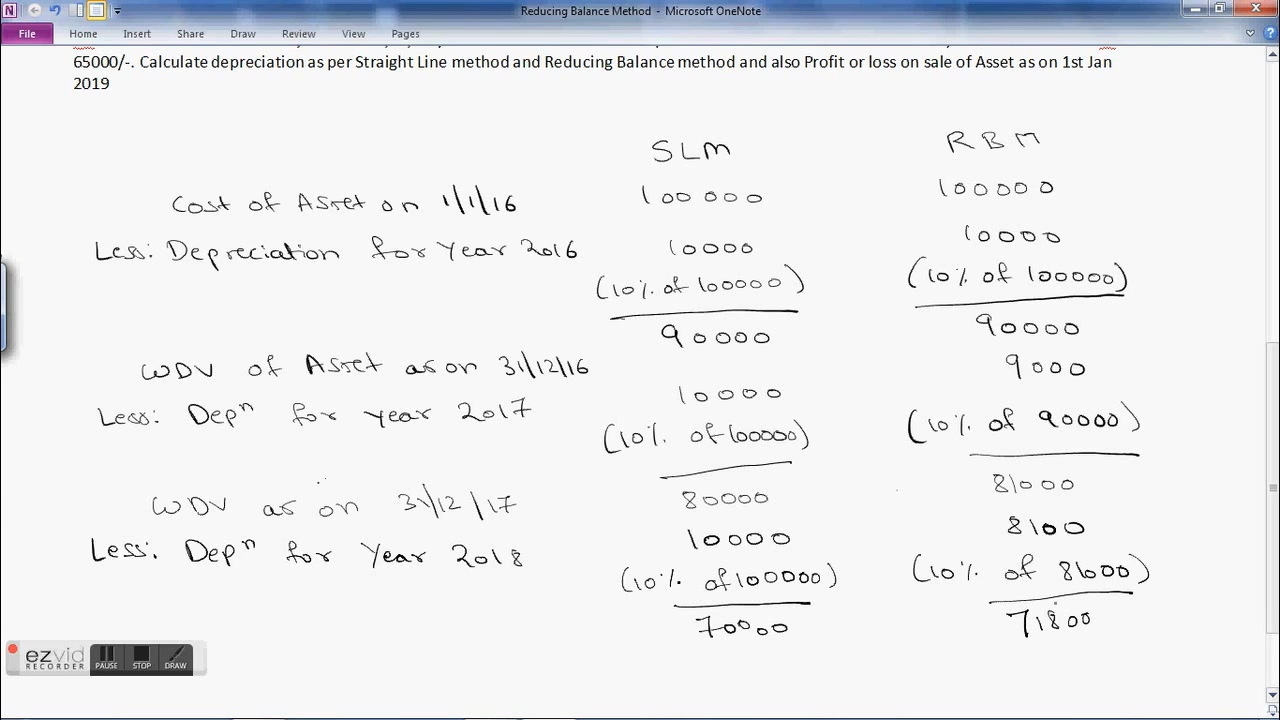 Reducing Balance Method - Microsoft OneNote
File Home Insert Share Draw Review View Pages
65000/-. Calculate depreciation as per Straight Line method and Reducing Balance method and also Profit or loss on sale of Asset as on 1st Jan
2019
SLM RBM
Cost of Asset on 1/1/16 100000 100000
Less: Depreciation for Year 2016 10000 10000
(10% of 100000) (10% of 100000)
90000 90000
WDV of Asset as on 31/12/16
Less: Depn for year 2017 10000 9000
(10% of 100000) (10% of 90000)
WDV as on 31/12/17 80000 81000
Less: Depn for Year 2018 10000 8100
(10% of 100000) (10% of 81000)
70000 71800
ezvid
RECORDER
PAUSE STOP DRAW